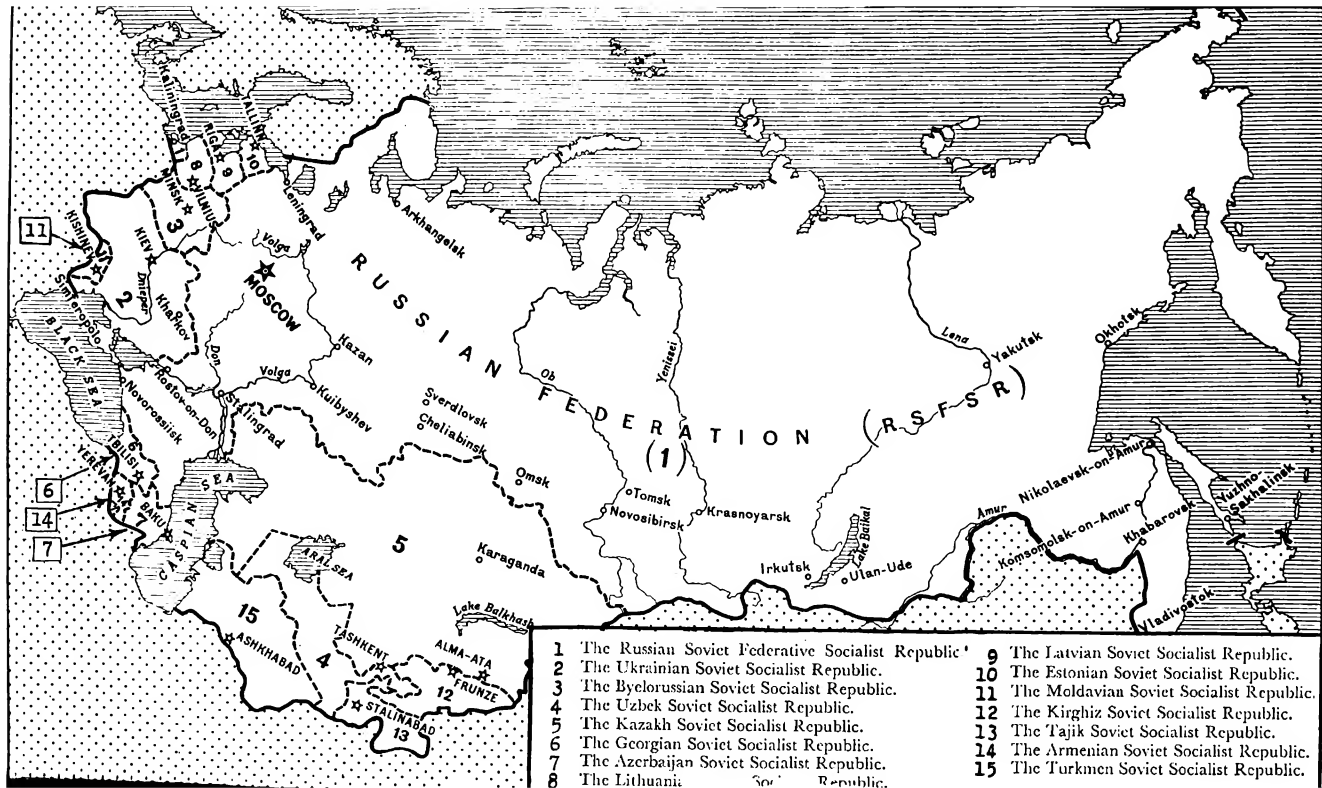 Kaliningrad
RIGA
TALLINN
8
9
10
MINSK
VILNIUS
3
Leningrad
Arkhangelsk
11
KISHINEV
KIEV
Dnieper
2
Kharkov
Simferopolo
BLACK SEA
Volga
MOSCOW
Don
Rostov-on-Don
Novorossiisk
Volga
Stalingrad
Kazan
Kuibyshev
RUSSIAN FEDERATION (RSFSR)
(1)
Sverdlovsk
Cheliabinsk
Omsk
Ob
Yenissei
Tomsk
Novosibirsk
Krasnoyarsk
Lena
Yakutsk
Okhotsk
Irkutsk
Lake Baikal
Ulan-Ude
Amur
Nikolaevsk-on-Amur
Komsomolsk-on-Amur
Khabarovsk
Yuzhno-
Sakhalinsk
Vladivostok
6
TBILISI
YEREVAN
BAKU
7
6
14
7
CASPIAN SEA
ARAL SEA
5
Karaganda
Lake Balkhash
15
ASHKHABAD
4
TASHKENT
ALMA-ATA
FRUNZE
12
STALINABAD
13
1 The Russian Soviet Federative Socialist Republic
2 The Ukrainian Soviet Socialist Republic.
3 The Byelorussian Soviet Socialist Republic.
4 The Uzbek Soviet Socialist Republic.
5 The Kazakh Soviet Socialist Republic.
6 The Georgian Soviet Socialist Republic.
7 The Azerbaijan Soviet Socialist Republic.
8 The Republic.
9 The Latvian Soviet Socialist Republic.
10 The Estonian Soviet Socialist Republic.
11 The Moldavian Soviet Socialist Republic.
12 The Kirghiz Soviet Socialist Republic.
13 The Tajik Soviet Socialist Republic.
14 The Armenian Soviet Socialist Republic.
15 The Turkmen Soviet Socialist Republic.